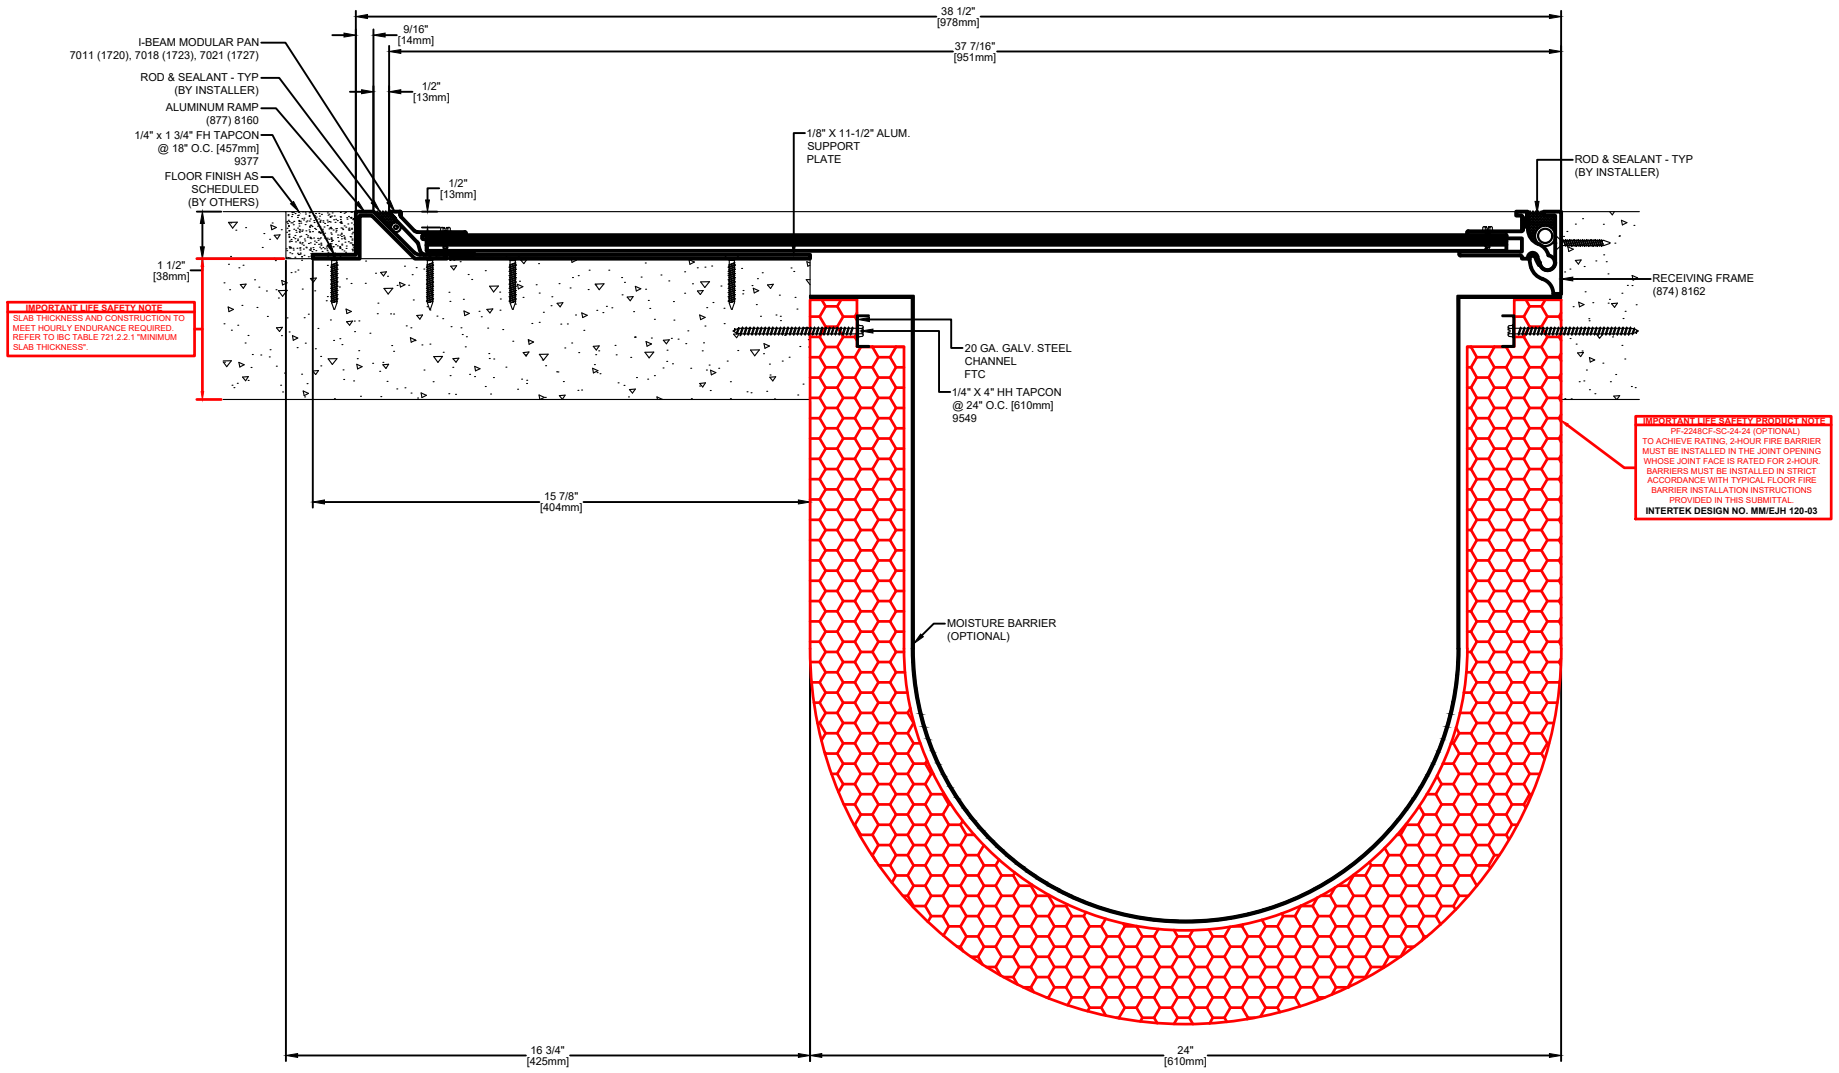 38 1/2"
[978mm]
9/16"
[14mm]
37 7/16"
[951mm]
I-BEAM MODULAR PAN
7011 (1720), 7018 (1723), 7021 (1727)
ROD & SEALANT - TYP
(BY INSTALLER)
ALUMINUM RAMP
(877) 8160
1/4" x 1 3/4" FH TAPCON
@ 18" O.C. [457mm]
9377
FLOOR FINISH AS
SCHEDULED
(BY OTHERS)
1/2"
[13mm]
1/2"
[13mm]
1/8" X 11-1/2" ALUM.
SUPPORT
PLATE
ROD & SEALANT - TYP
(BY INSTALLER)
1 1/2"
[38mm]
RECEIVING FRAME
(874) 8162
IMPORTANT LIFE SAFETY NOTE
SLAB THICKNESS AND CONSTRUCTION TO
MEET HOURLY ENDURANCE REQUIRED.
REFER TO IBC TABLE 721.2.2.1 "MINIMUM
SLAB THICKNESS".
20 GA. GALV. STEEL
CHANNEL
FTC
1/4" X 4" HH TAPCON
@ 24" O.C. [610mm]
9549
IMPORTANT LIFE SAFETY PRODUCT NOTE
PF-2248CF-SC-24-24 (OPTIONAL)
TO ACHIEVE RATING, 2-HOUR FIRE BARRIER
MUST BE INSTALLED IN THE JOINT OPENING
WHOSE JOINT FACE IS RATED FOR 2-HOUR.
BARRIERS MUST BE INSTALLED IN STRICT
ACCORDANCE WITH TYPICAL FLOOR FIRE
BARRIER INSTALLATION INSTRUCTIONS
PROVIDED IN THIS SUBMITTAL.
INTERTEK DESIGN NO. MM/EJH 120-03
15 7/8"
[404mm]
MOISTURE BARRIER
(OPTIONAL)
16 3/4"
[425mm]
24"
[610mm]